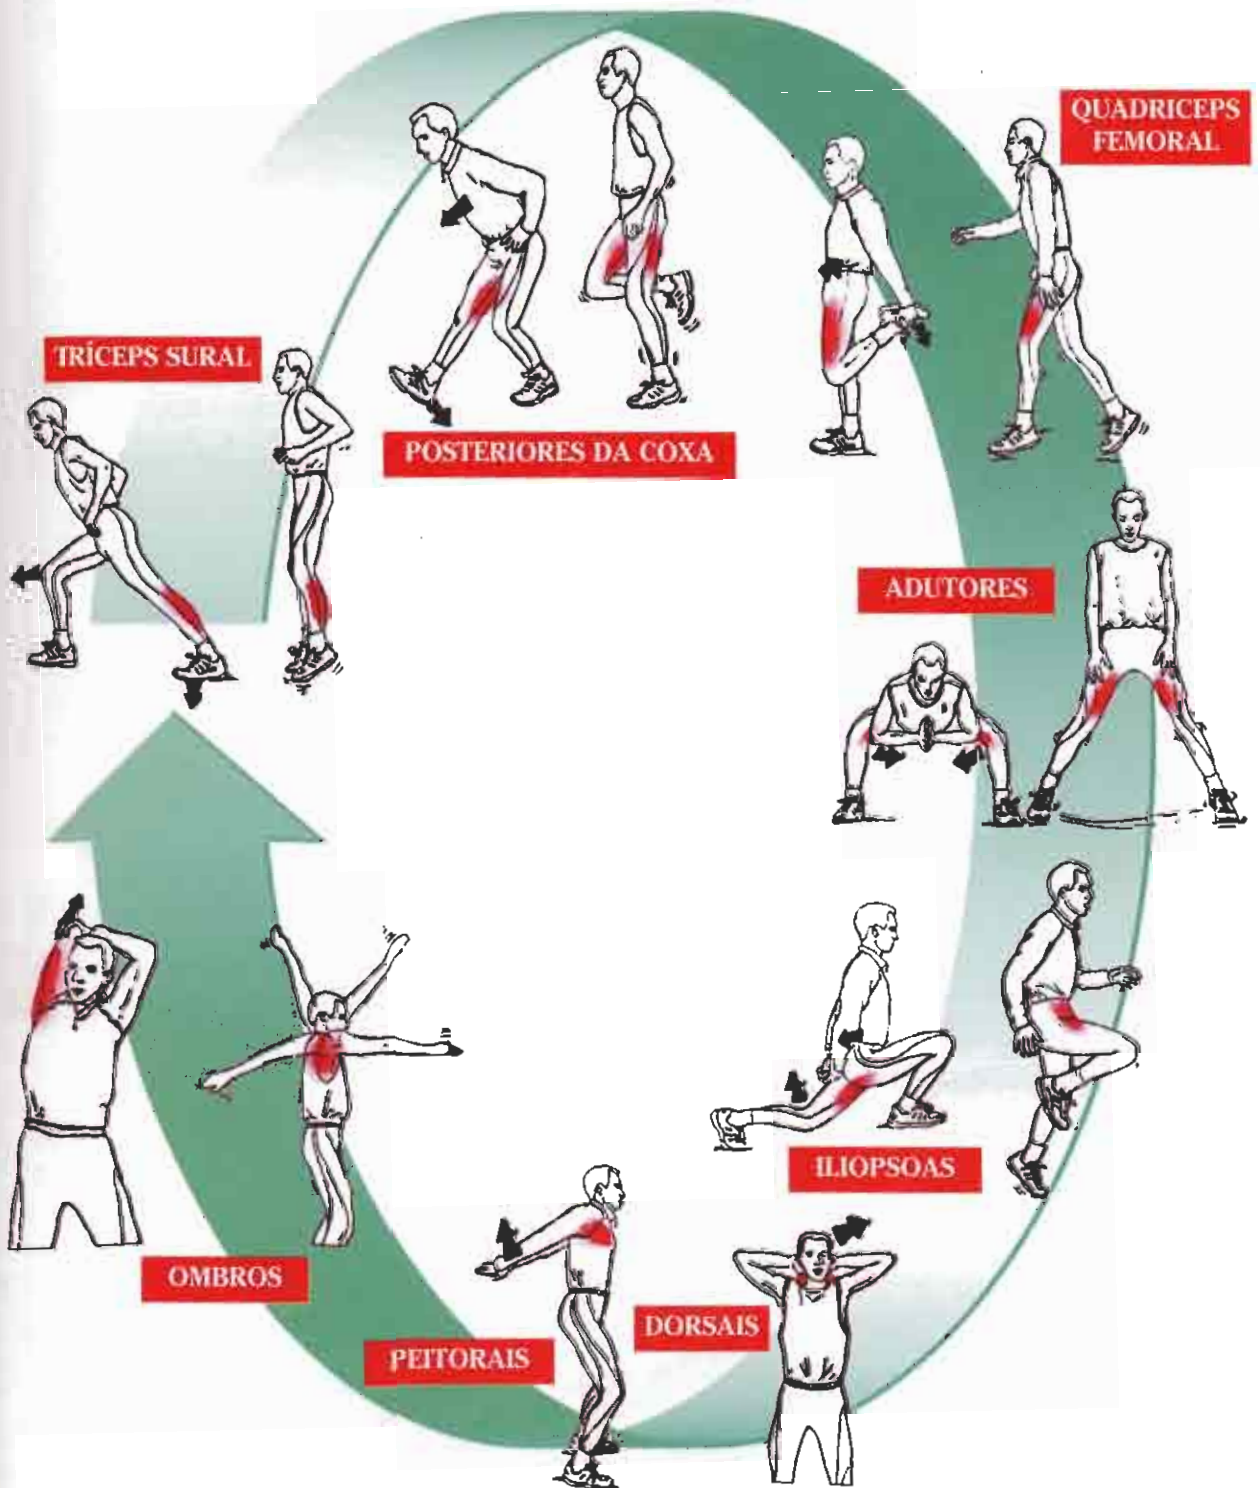 QUADRICEPS
FEMORAL
TRÍCEPS SURAL
POSTERIORES DA COXA
ADUTORES
ILIOPSOAS
OMBROS
DORSAIS
PEITORAIS